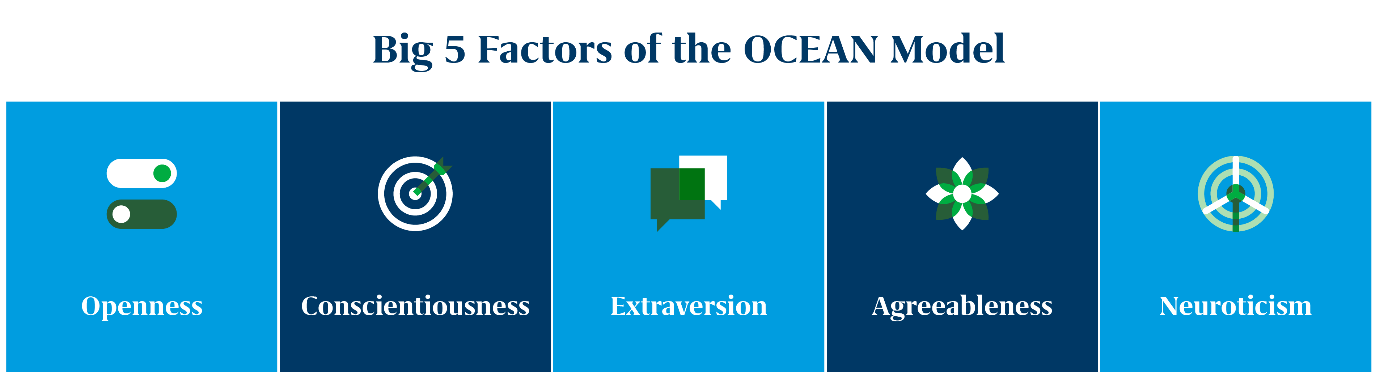 Big 5 Factors of the OCEAN Model
Openness
Conscientiousness
Extraversion
Agreeableness
Neuroticism